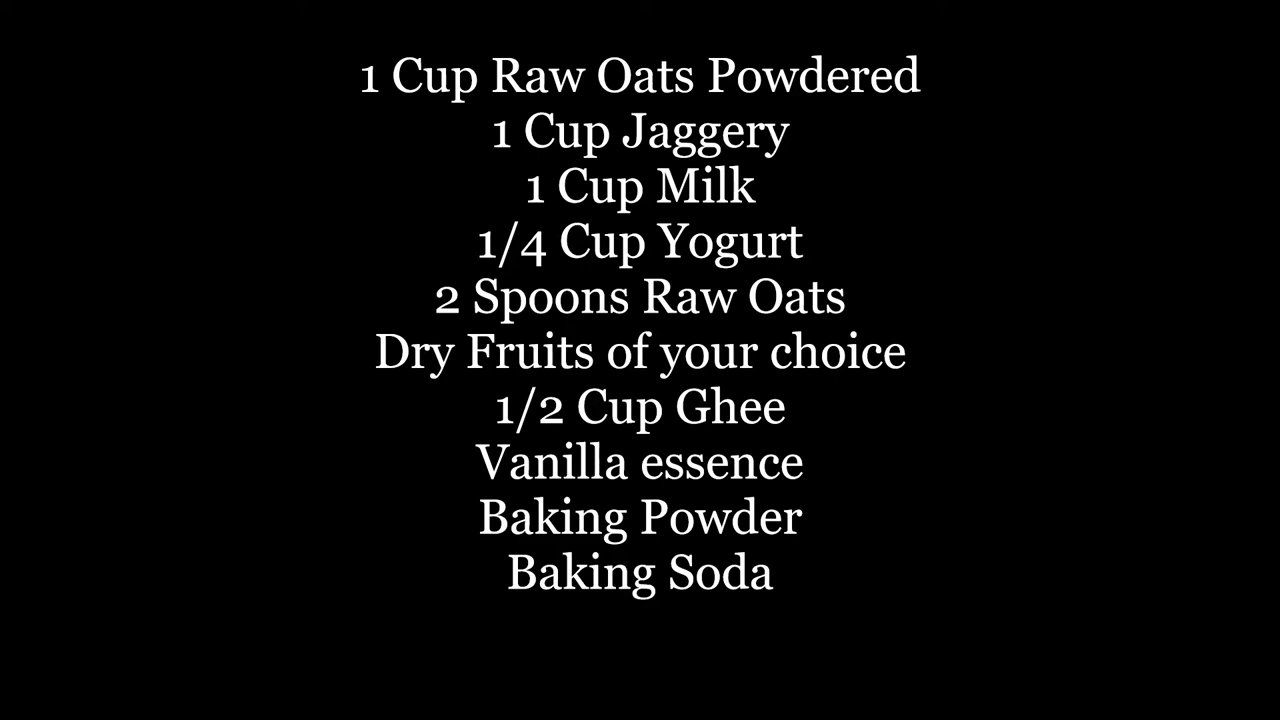 1 Cup Raw Oats Powdered
1 Cup Jaggery
1 Cup Milk
1/4 Cup Yogurt
2 Spoons Raw Oats
Dry Fruits of your choice
1/2 Cup Ghee
Vanilla essence
Baking Powder
Baking Soda